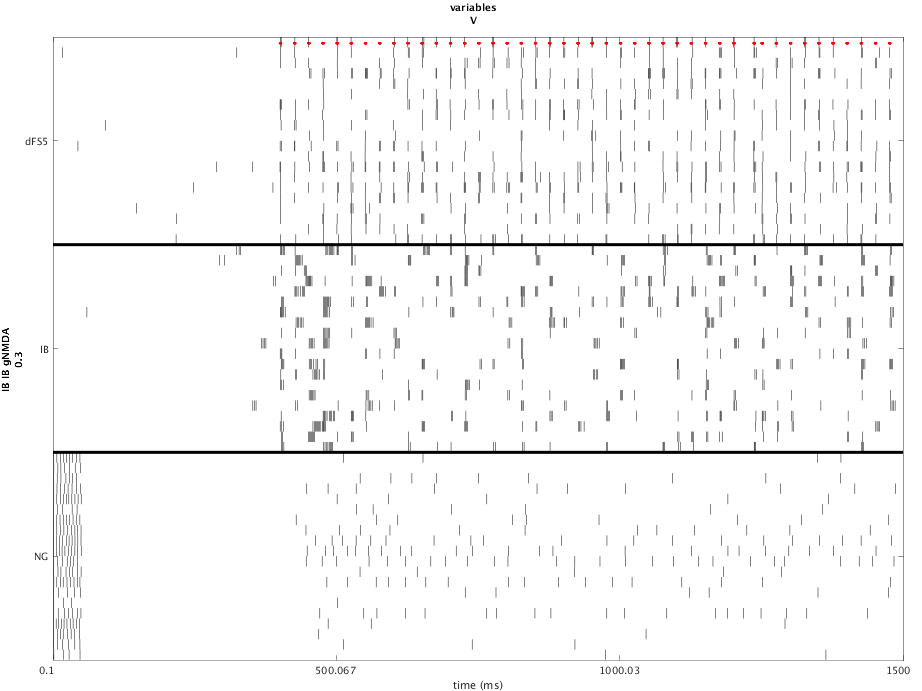 variables
V
dFS5
IB
NG
IB IB gNMDA
0.3
0.1
500.067
1000.03
1500
time (ms)